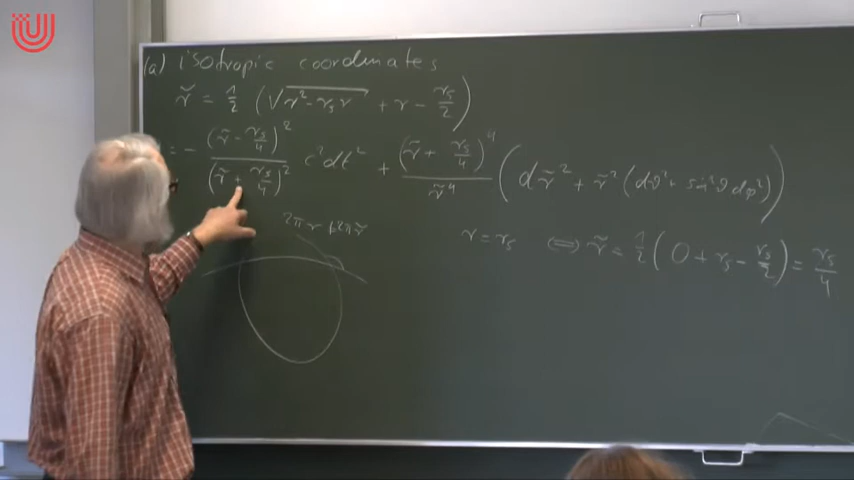 (a) isotropic coordinates
r̃ = 1/2 (√(r² - r_s r) + r - r_s/2)
= - (r̃ - r_s/4)² / (r̃ + r_s/4)² c² dt² + (r̃ + r_s/4)⁴ / r̃⁴ (dr̃² + r̃² (dϑ² + sin²ϑ dφ²))
2πr ≠ 2πr̃
r = r_s ⟺ r̃ = 1/2 (0 + r_s - r_s/2) = r_s/4